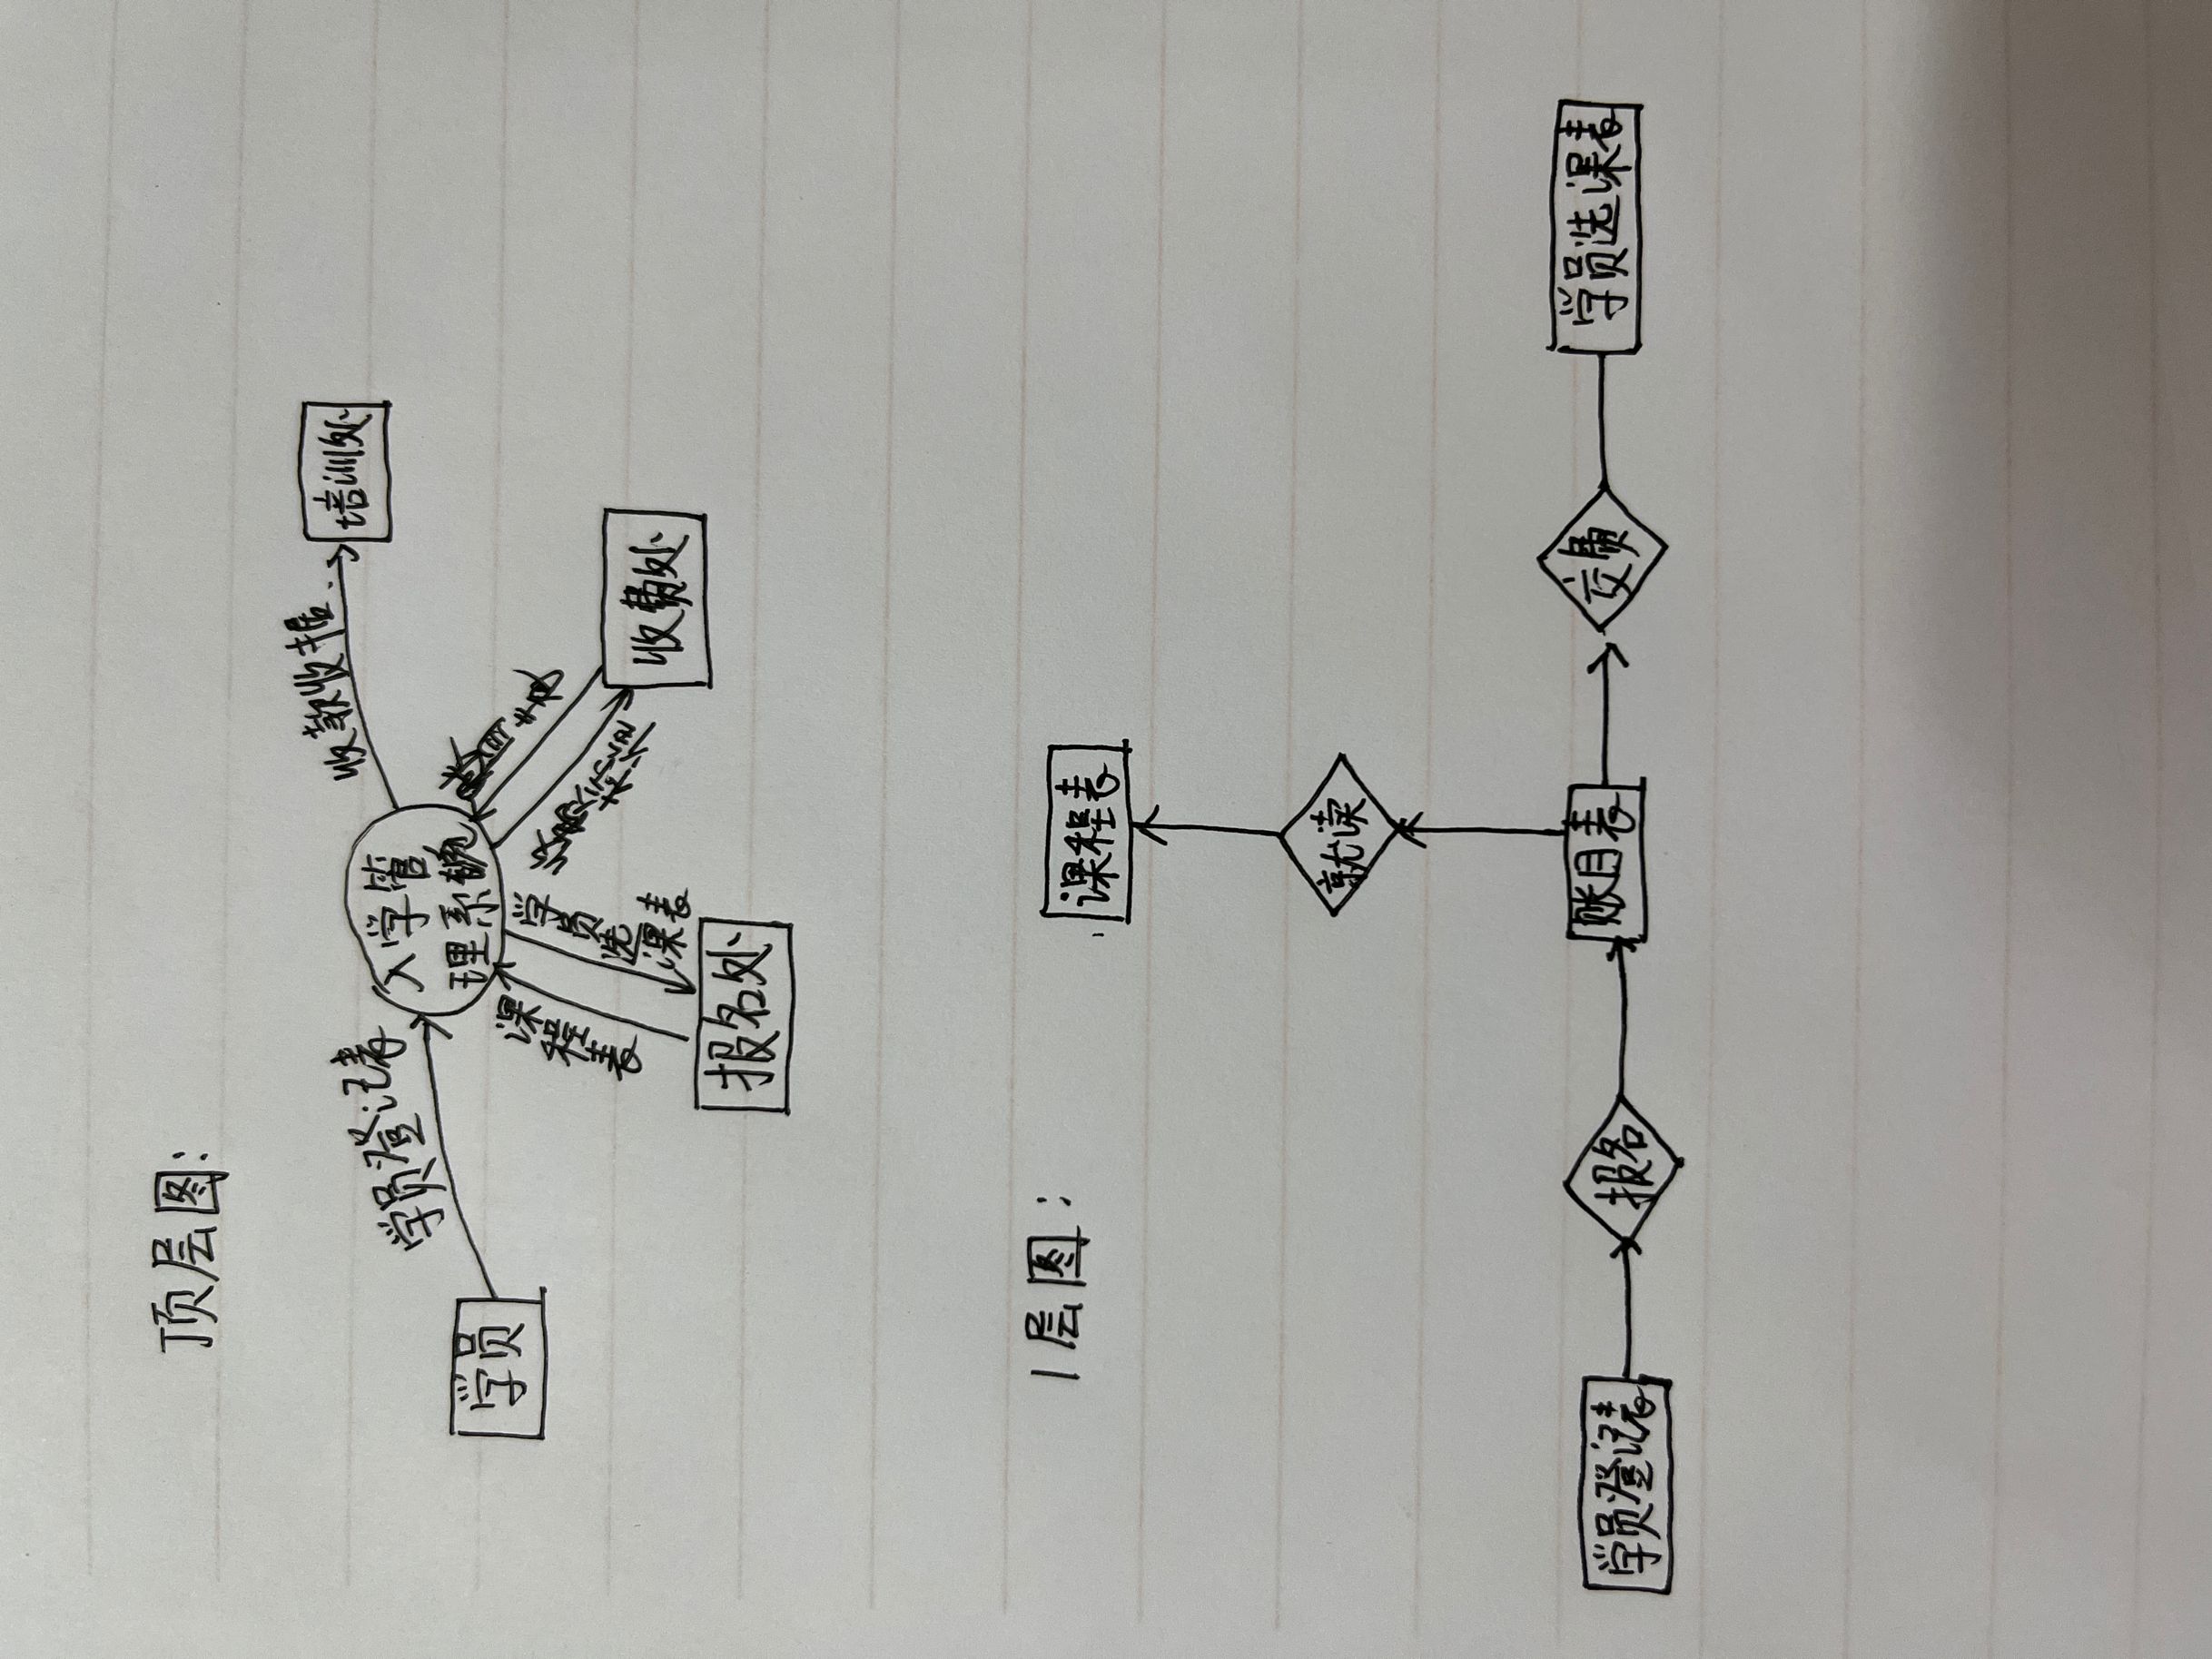 顶层图:
收款收据
培训处
学员登记表
入学管
理系统
学员
账目表
课程表
学员选课表
收费标准
收费处
报名处
1层图:
课程表
就读
学员登记表
报名
账目表
交费
学员选课表